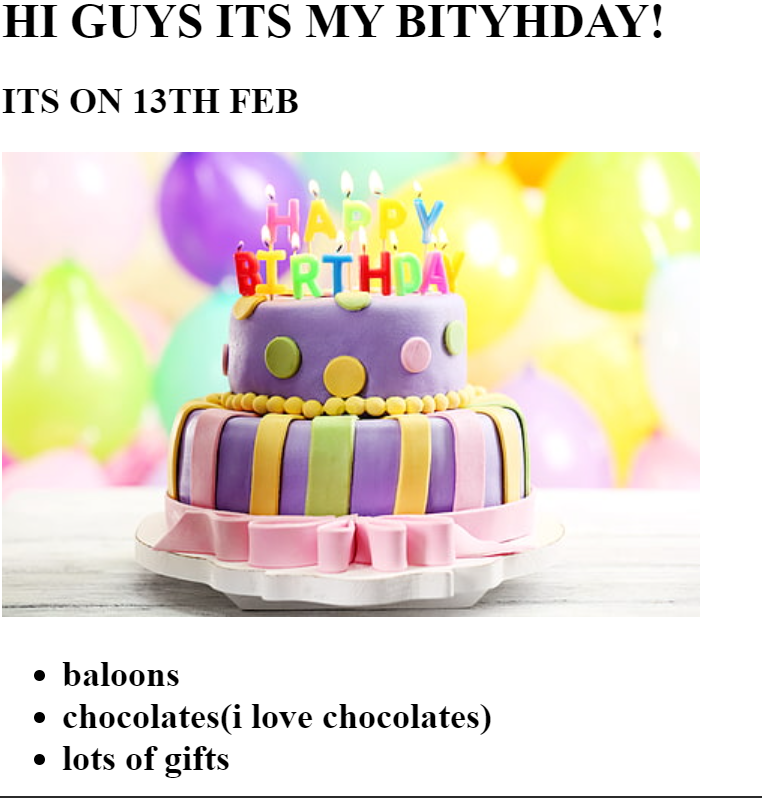 HI GUYS ITS MY BITYHDAY!
ITS ON 13TH FEB
HAPPY
BIRTHDAY
baloons
chocolates(i love chocolates)
lots of gifts